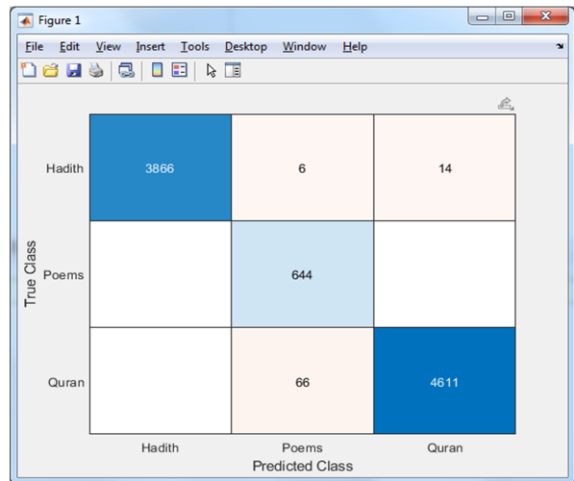 Figure 1
File Edit View Insert Tools Desktop Window Help
Hadith 3866 6 14
Poems 644
Quran 66 4611
True Class
Hadith Poems Quran
Predicted Class